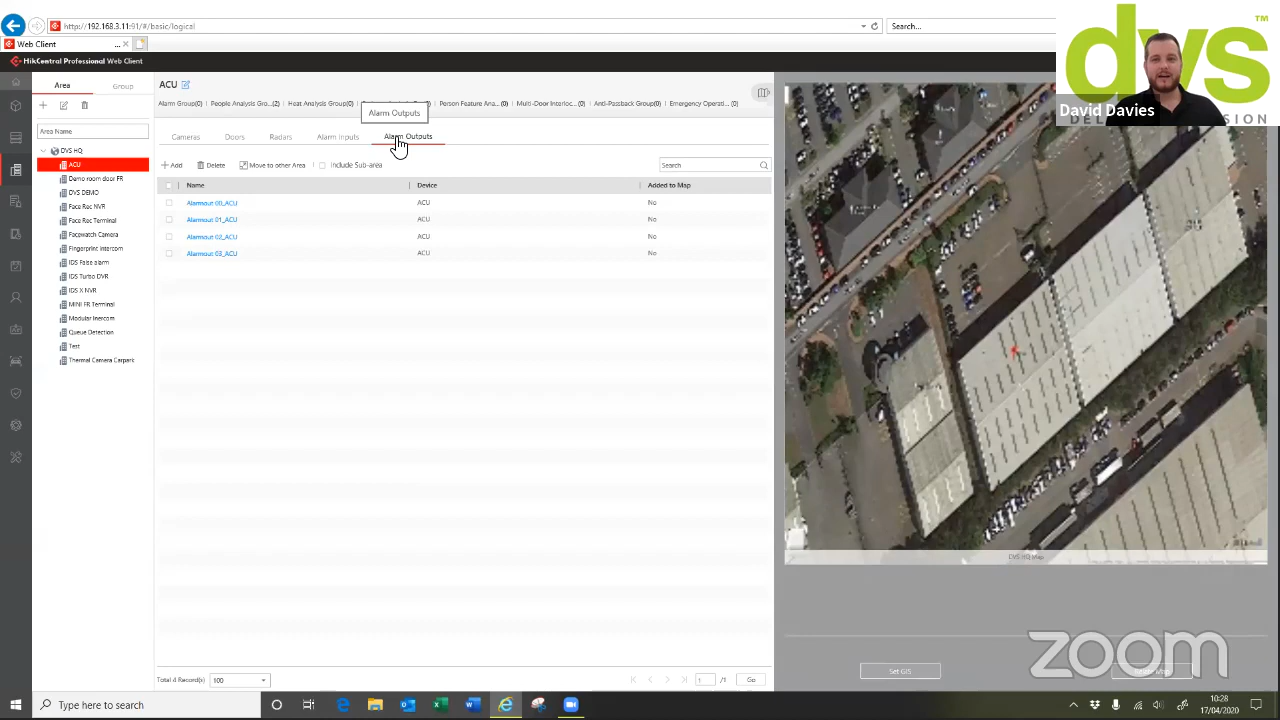 http://192.168.3.11:91/#/basic/logical
Search...
Web Client
...
HikCentral Professional Web Client
dvs™
David Davies
Area
Group
Area Name
DVS HQ
ACU
Demo room door FR
DVS DEMO
Face Rec NVR
Face Rec Terminal
Facewatch Camera
Fingerprint Intercom
IDS False alarm
IDS Turbo DVR
IDS X NVR
MINI FR Terminal
Modular Inercom
Queue Detection
Test
Thermal Camera Carpark
ACU
Alarm Group(0) People Analysis Gro...(2) Heat Analysis Group(0) Person Feature Ana... (0) Multi-Door Interloc... (0) Anti-Passback Group(0) Emergency Operati... (0)
Alarm Outputs
Cameras Doors Radars Alarm Inputs Alarm Outputs
Add Delete Move to other Area Include Sub-area Search
Name Device Added to Map
Alarmout 00_ACU ACU No
Alarmout 01_ACU ACU No
Alarmout 02_ACU ACU No
Alarmout 03_ACU ACU No
Total 4 Record(s) 100
1 /1 Go
DVS HQ Map
Set GIS
zoom
Type here to search
10:28
17/04/2020